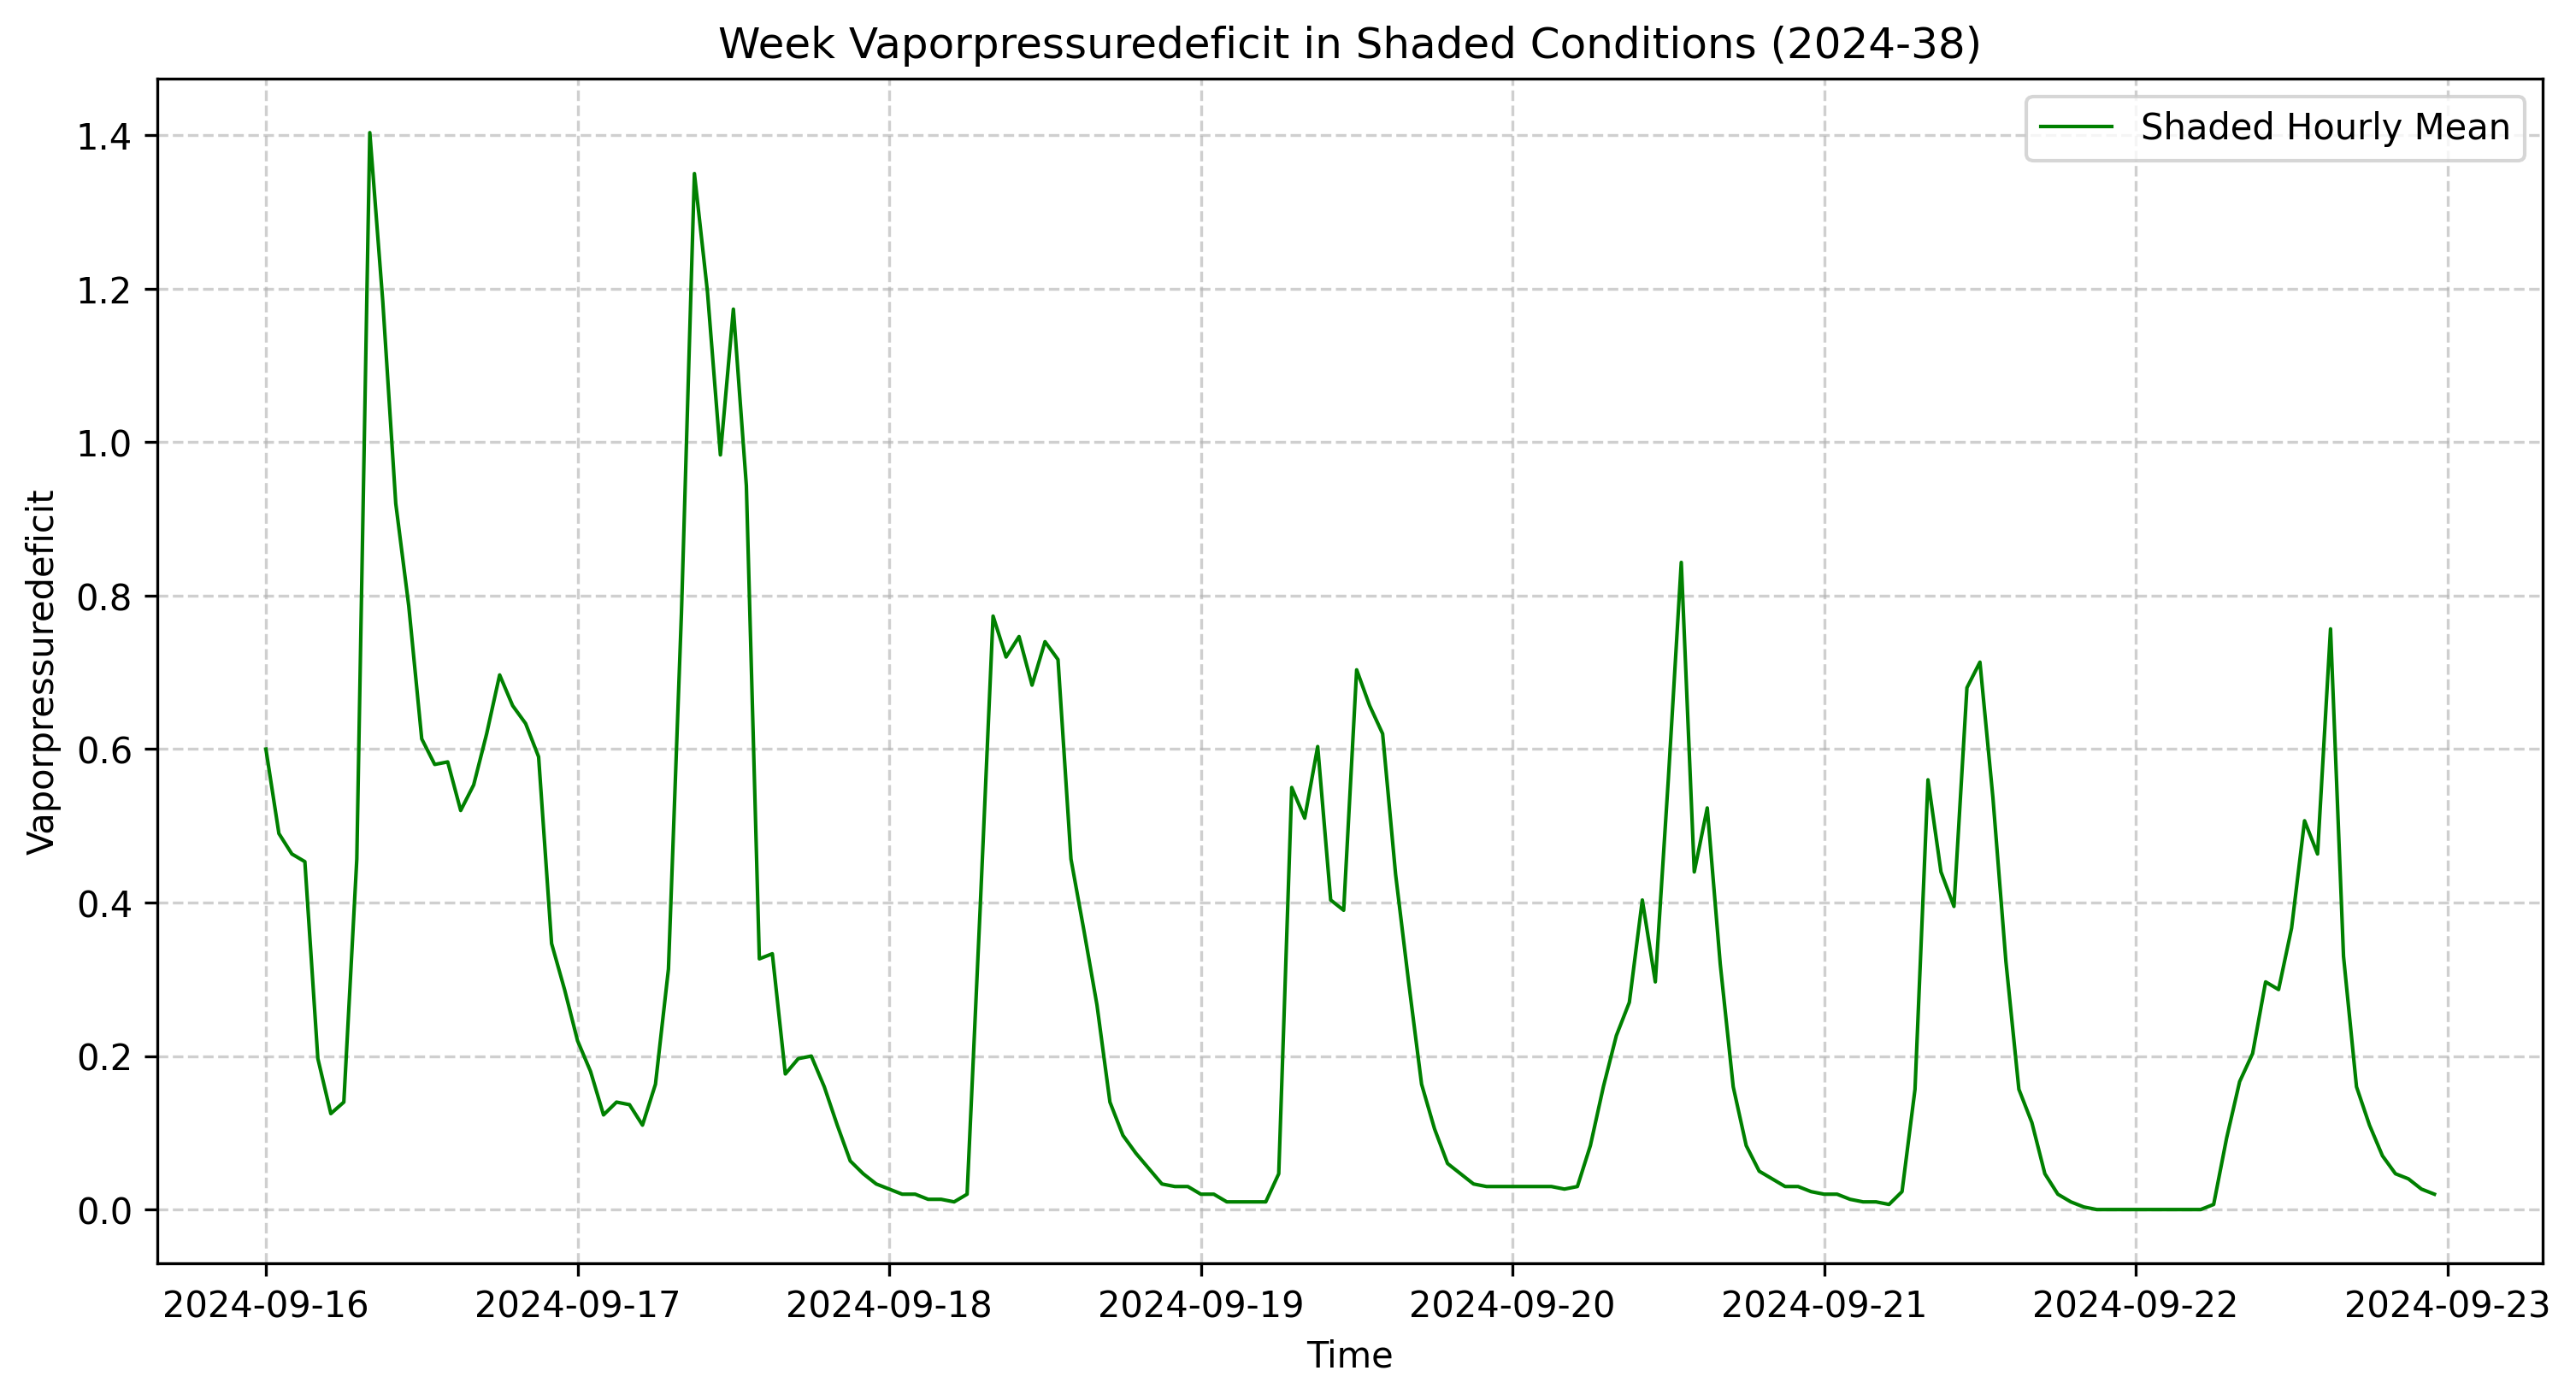 Week Vaporpressuredeficit in Shaded Conditions (2024-38)
Shaded Hourly Mean
1.4
1.2
1.0
0.8
0.6
0.4
0.2
0.0
Vaporpressuredeficit
2024-09-16 2024-09-17 2024-09-18 2024-09-19 2024-09-20 2024-09-21 2024-09-22 2024-09-23
Time